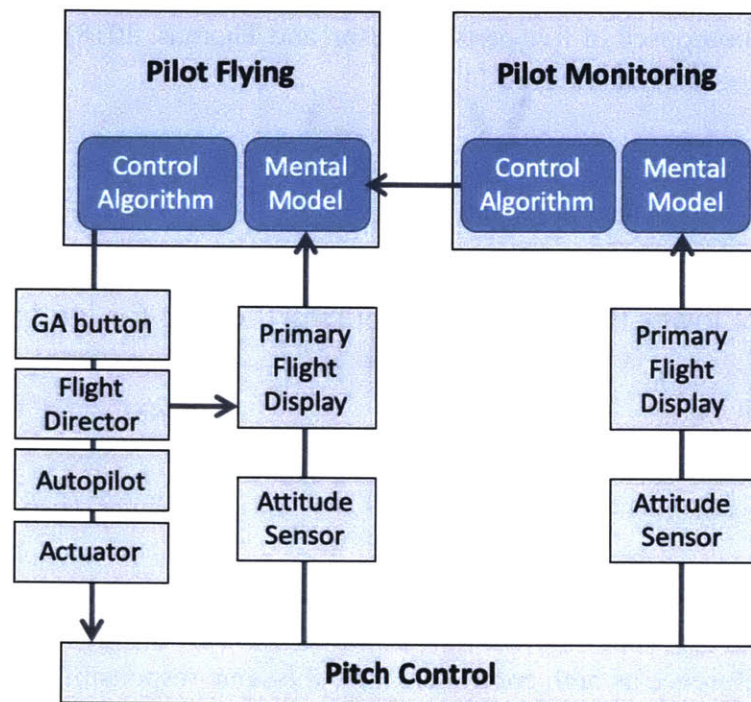 Pilot Flying
Control
Algorithm
Mental
Model
Pilot Monitoring
Control
Algorithm
Mental
Model
GA button
Flight
Director
Autopilot
Actuator
Primary
Flight
Display
Attitude
Sensor
Primary
Flight
Display
Attitude
Sensor
Pitch Control